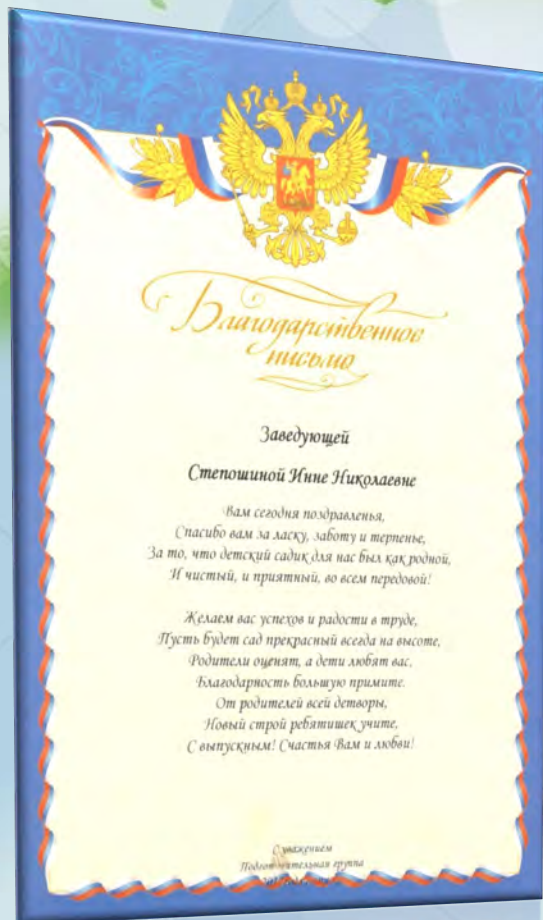 Благодарственное
письмо
Заведующей
Степошиной Инне Николаевне
Вам сегодня поздравленья,
Спасибо вам за ласку, заботу и терпенье,
За то, что детский садик для нас был как родной,
И чистый, и приятный, во всем передовой!
Желаем вас успехов и радости в труде,
Пусть будет сад прекрасный всегда на высоте,
Родители оценят, а дети любят вас.
Благодарность большую примите.
От родителей всей детворы,
Новый строй ребятишек учите,
С выпускным! Счастья Вам и любви!
С уважением
группа